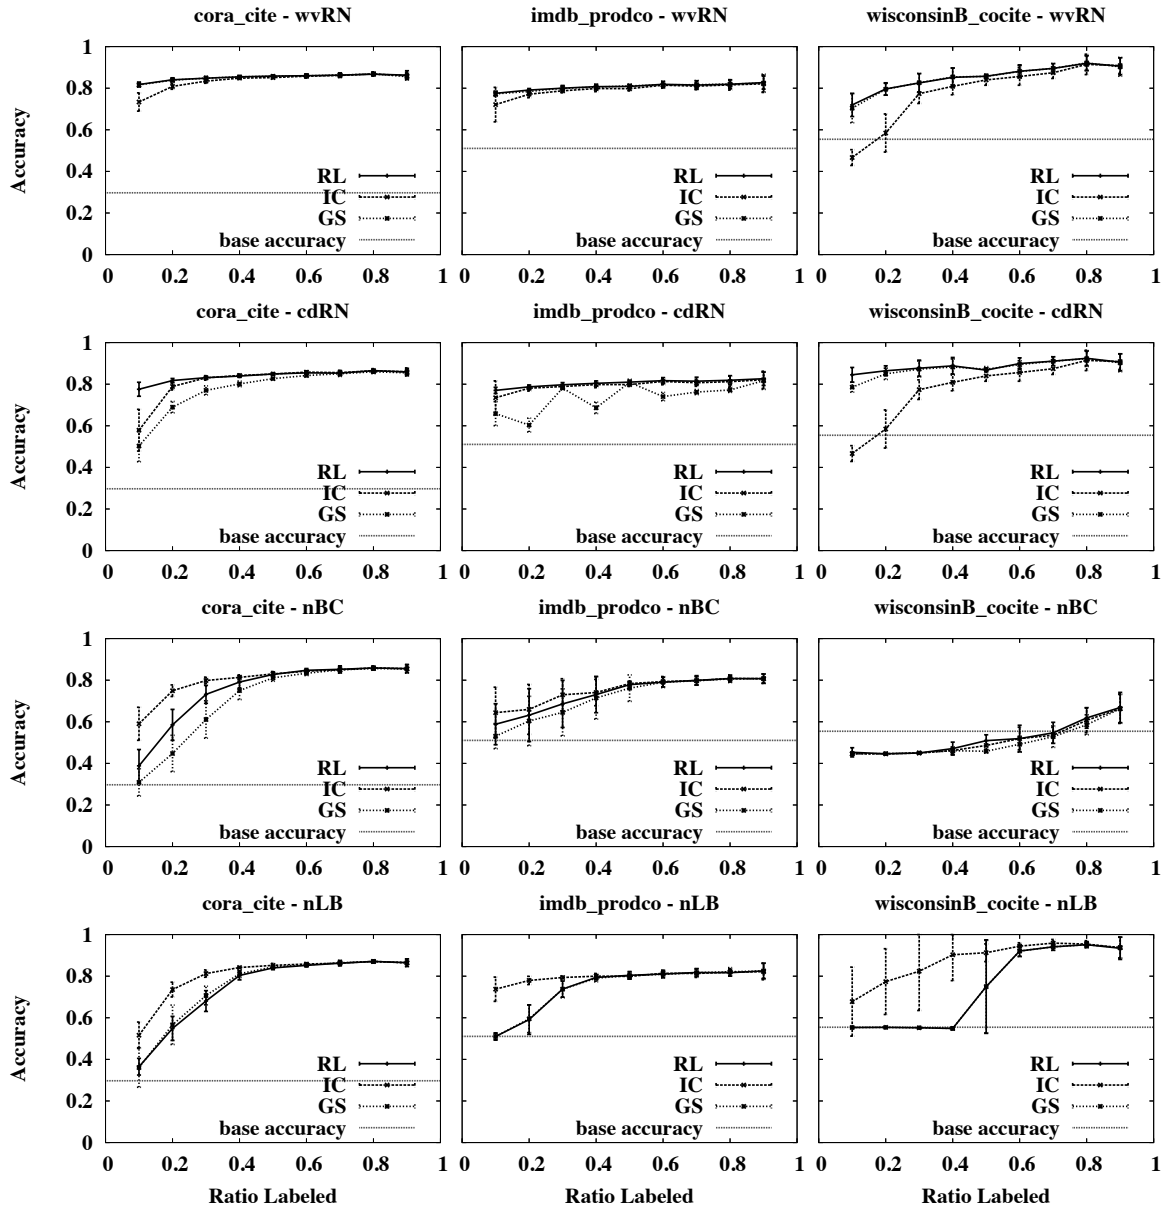 cora_cite - wvRN
imdb_prodco - wvRN
wisconsinB_cocite - wvRN
Accuracy
1
0.8
0.6
0.4
0.2
0
RL
IC
GS
base accuracy
RL
IC
GS
base accuracy
RL
IC
GS
base accuracy
0 0.2 0.4 0.6 0.8 1
0 0.2 0.4 0.6 0.8 1
0 0.2 0.4 0.6 0.8 1
cora_cite - cdRN
imdb_prodco - cdRN
wisconsinB_cocite - cdRN
Accuracy
1
0.8
0.6
0.4
0.2
0
RL
IC
GS
base accuracy
RL
IC
GS
base accuracy
RL
IC
GS
base accuracy
0 0.2 0.4 0.6 0.8 1
0 0.2 0.4 0.6 0.8 1
0 0.2 0.4 0.6 0.8 1
cora_cite - nBC
imdb_prodco - nBC
wisconsinB_cocite - nBC
Accuracy
1
0.8
0.6
0.4
0.2
0
RL
IC
GS
base accuracy
RL
IC
GS
base accuracy
RL
IC
GS
base accuracy
0 0.2 0.4 0.6 0.8 1
0 0.2 0.4 0.6 0.8 1
0 0.2 0.4 0.6 0.8 1
cora_cite - nLB
imdb_prodco - nLB
wisconsinB_cocite - nLB
Accuracy
1
0.8
0.6
0.4
0.2
0
RL
IC
GS
base accuracy
RL
IC
GS
base accuracy
RL
IC
GS
base accuracy
0 0.2 0.4 0.6 0.8 1
0 0.2 0.4 0.6 0.8 1
0 0.2 0.4 0.6 0.8 1
Ratio Labeled
Ratio Labeled
Ratio Labeled